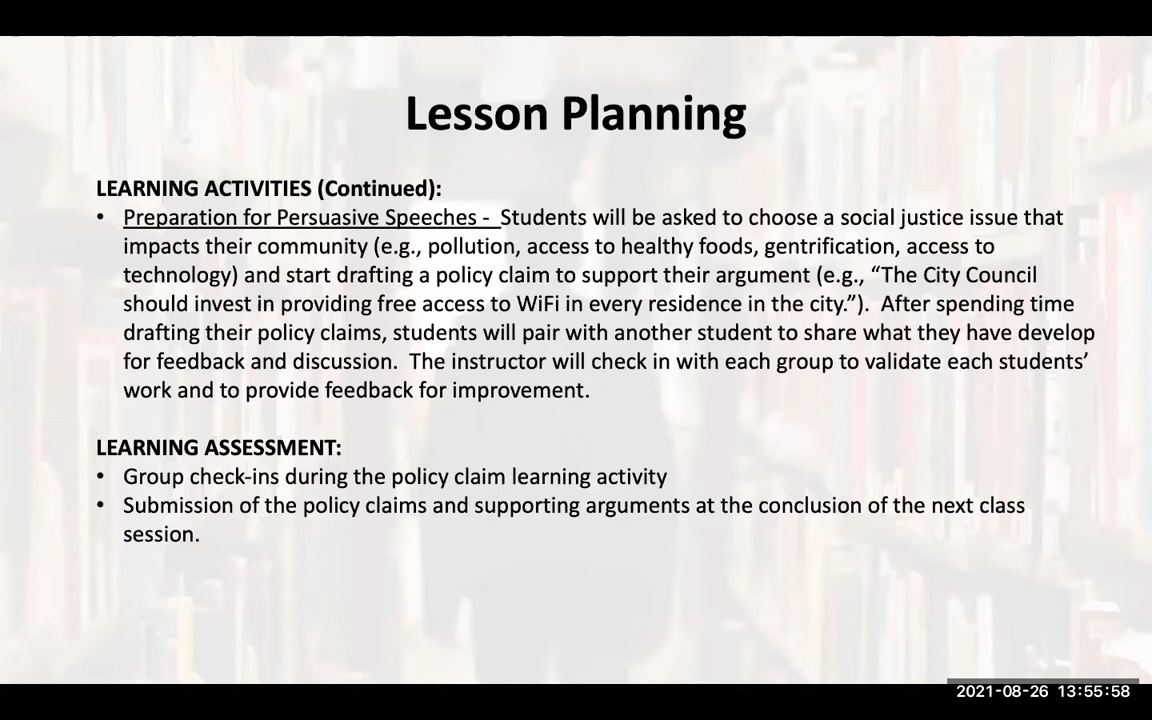 Lesson Planning
LEARNING ACTIVITIES (Continued):
• Preparation for Persuasive Speeches -  Students will be asked to choose a social justice issue that
impacts their community (e.g., pollution, access to healthy foods, gentrification, access to
technology) and start drafting a policy claim to support their argument (e.g., “The City Council
should invest in providing free access to WiFi in every residence in the city.”).  After spending time
drafting their policy claims, students will pair with another student to share what they have develop
for feedback and discussion.  The instructor will check in with each group to validate each students’
work and to provide feedback for improvement.
LEARNING ASSESSMENT:
• Group check-ins during the policy claim learning activity
• Submission of the policy claims and supporting arguments at the conclusion of the next class
session.
2021-08-26 13:55:58